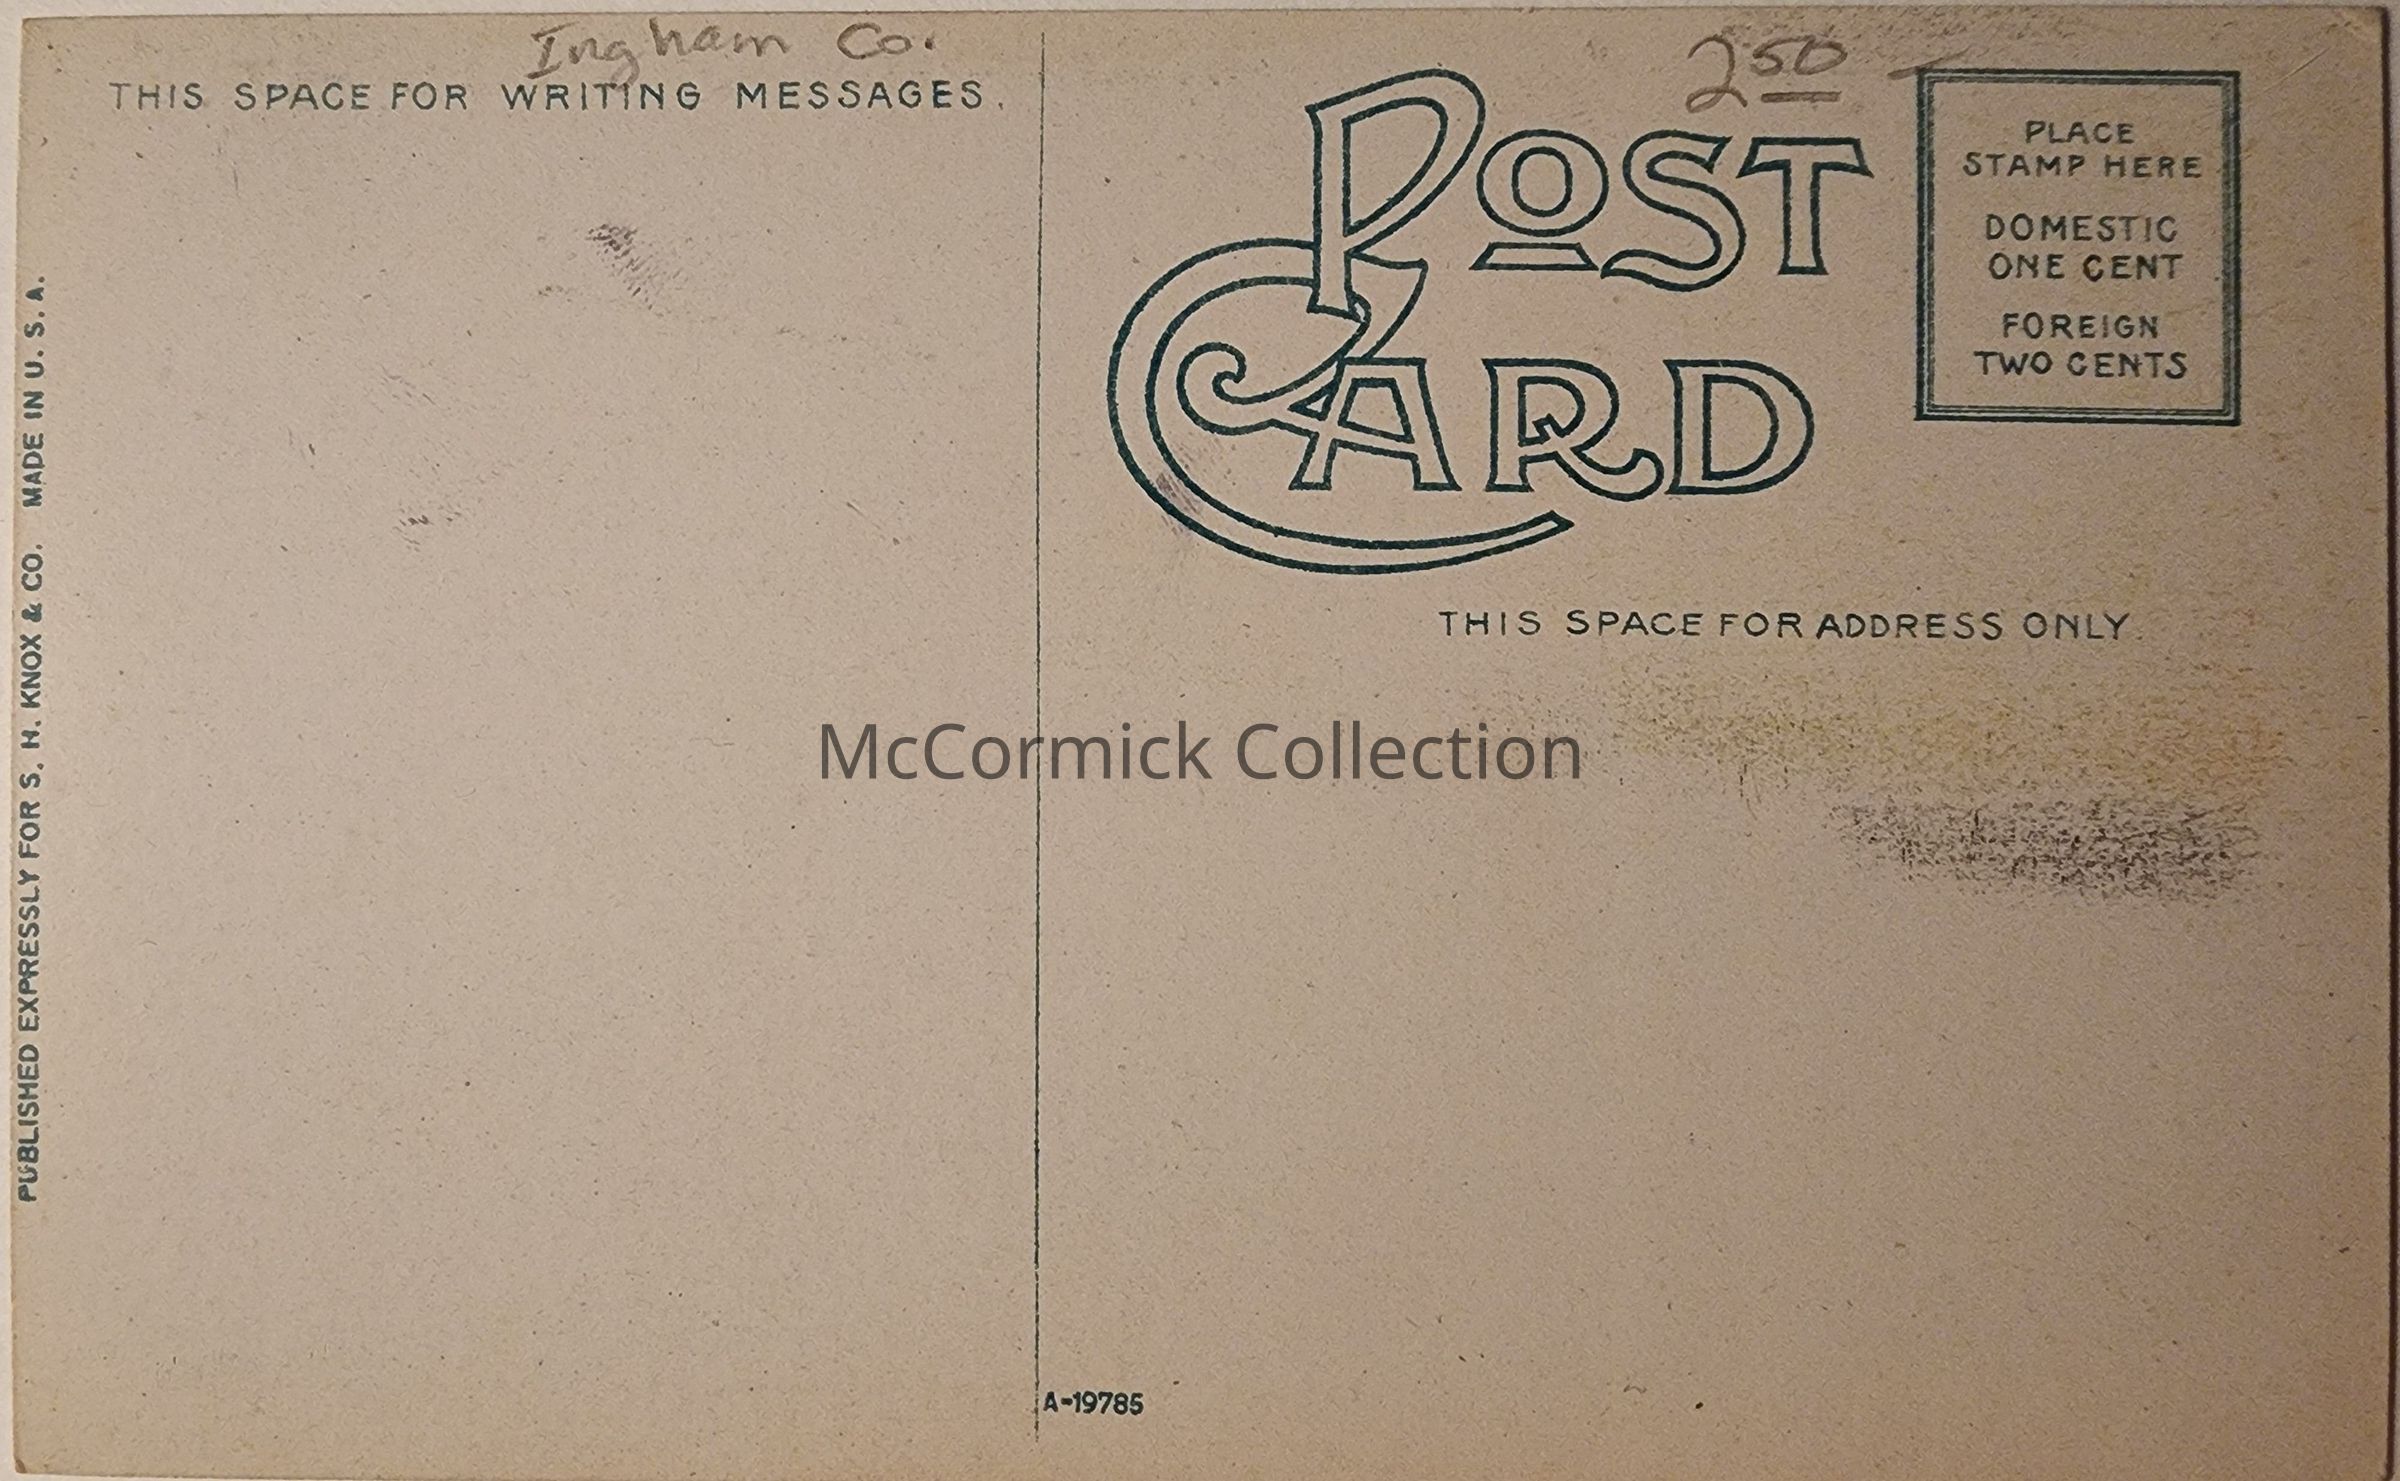 Ingham Co.
THIS SPACE FOR WRITING MESSAGES.
250
POST
CARD
PLACE
STAMP HERE
DOMESTIC
ONE CENT
FOREIGN
TWO CENTS
THIS SPACE FOR ADDRESS ONLY.
PUBLISHED EXPRESSLY FOR S. H. KNOX & CO. MADE IN U. S. A.
McCormick Collection
A-19785